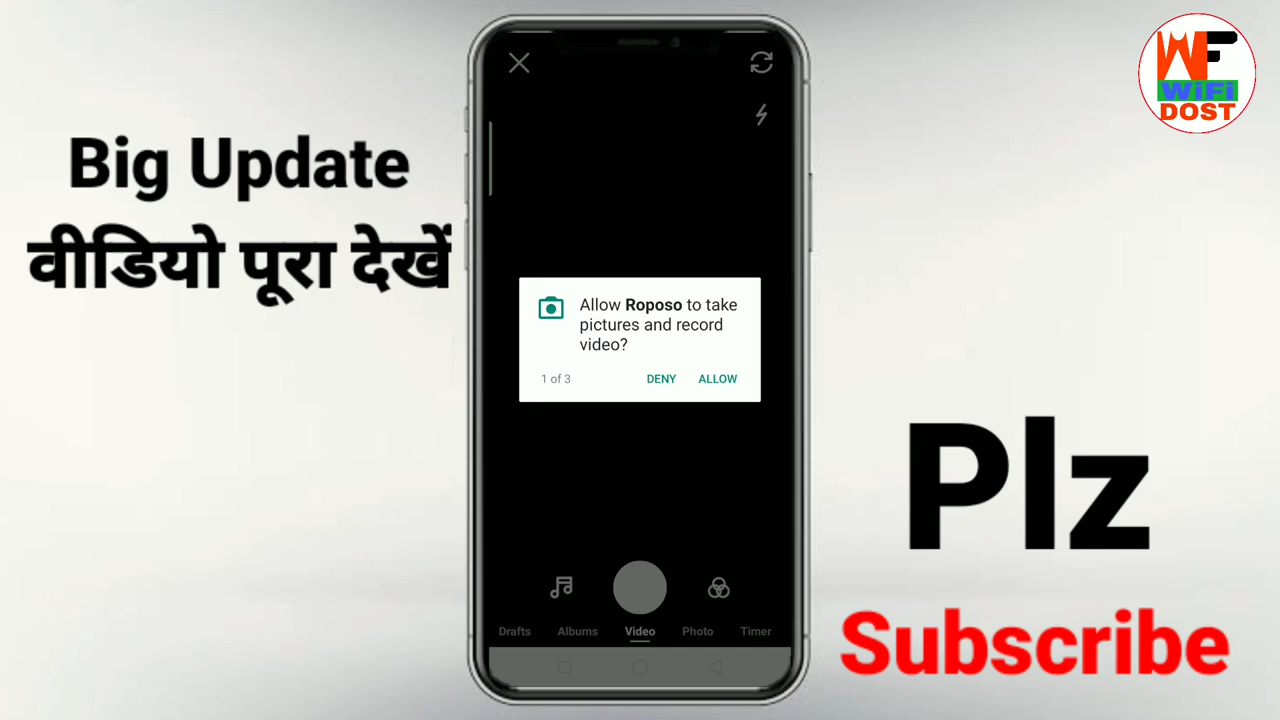 WF
WiFi
DOST
Big Update
वीडियो पूरा देखें
Allow Roposo to take
pictures and record
video?
1 of 3 DENY ALLOW
Plz
Subscribe
Drafts Albums Video Photo Timer